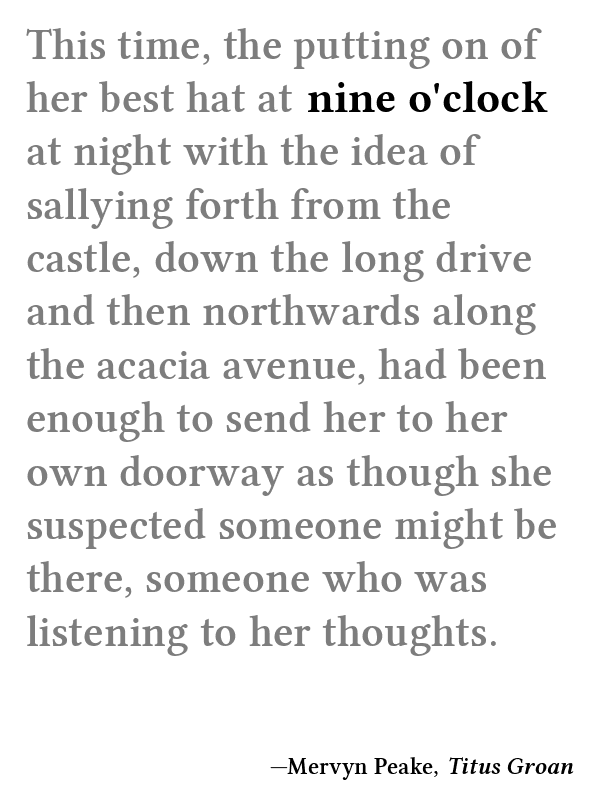 This time, the putting on of
her best hat at nine o'clock
at night with the idea of
sallying forth from the
castle, down the long drive
and then northwards along
the acacia avenue, had been
enough to send her to her
own doorway as though she
suspected someone might be
there, someone who was
listening to her thoughts.
—Mervyn Peake, Titus Groan